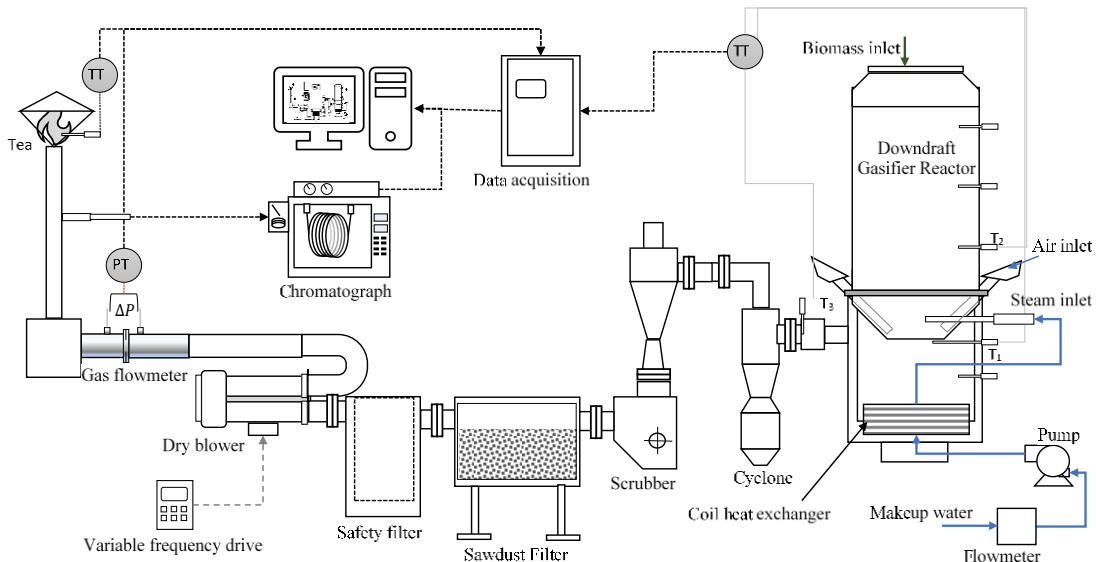 TT
TT
Biomass inlet
Tea
Downdraft
Gasifier Reactor
Data acquisition
T2
Air inlet
PT
Chromatograph
Steam inlet
ΔP
T3
T1
Gas flowmeter
Dry blower
Pump
Cyclone
Scrubber
Coil heat exchanger
Makeup water
Safety filter
Variable frequency drive
Sawdust Filter
Flowmeter